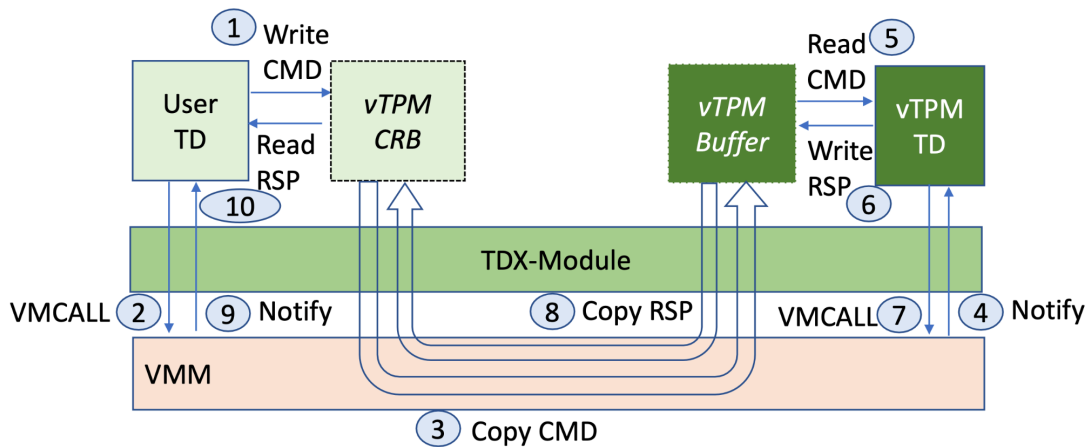 1
Write
CMD
5
Read
CMD
User
TD
vTPM
CRB
vTPM
Buffer
vTPM
TD
Read
RSP
Write
RSP
10
6
TDX-Module
VMCALL
2
9
Notify
8
Copy RSP
VMCALL
7
4
Notify
VMM
3
Copy CMD